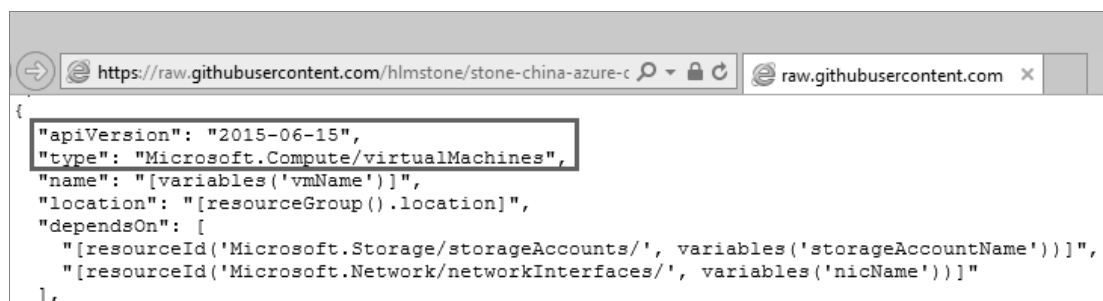 https://raw.githubusercontent.com/hlmstone/stone-china-azure-c
raw.githubusercontent.com
{
"apiVersion": "2015-06-15",
"type": "Microsoft.Compute/virtualMachines",
"name": "[variables('vmName')]",
"location": "[resourceGroup().location]",
"dependsOn": [
"[resourceId('Microsoft.Storage/storageAccounts/', variables('storageAccountName'))]",
"[resourceId('Microsoft.Network/networkInterfaces/', variables('nicName'))]"
],